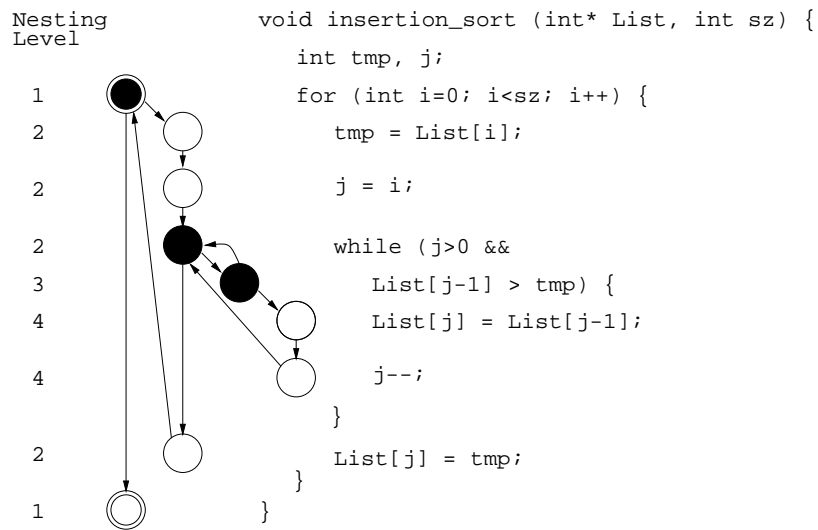 Nesting
Level
void insertion_sort (int* List, int sz) {
int tmp, j;
1 for (int i=0; i<sz; i++) {
2 tmp = List[i];
2 j = i;
2 while (j>0 &&
3 List[j-1] > tmp) {
4 List[j] = List[j-1];
4 j--;
}
2 List[j] = tmp;
}
1 }